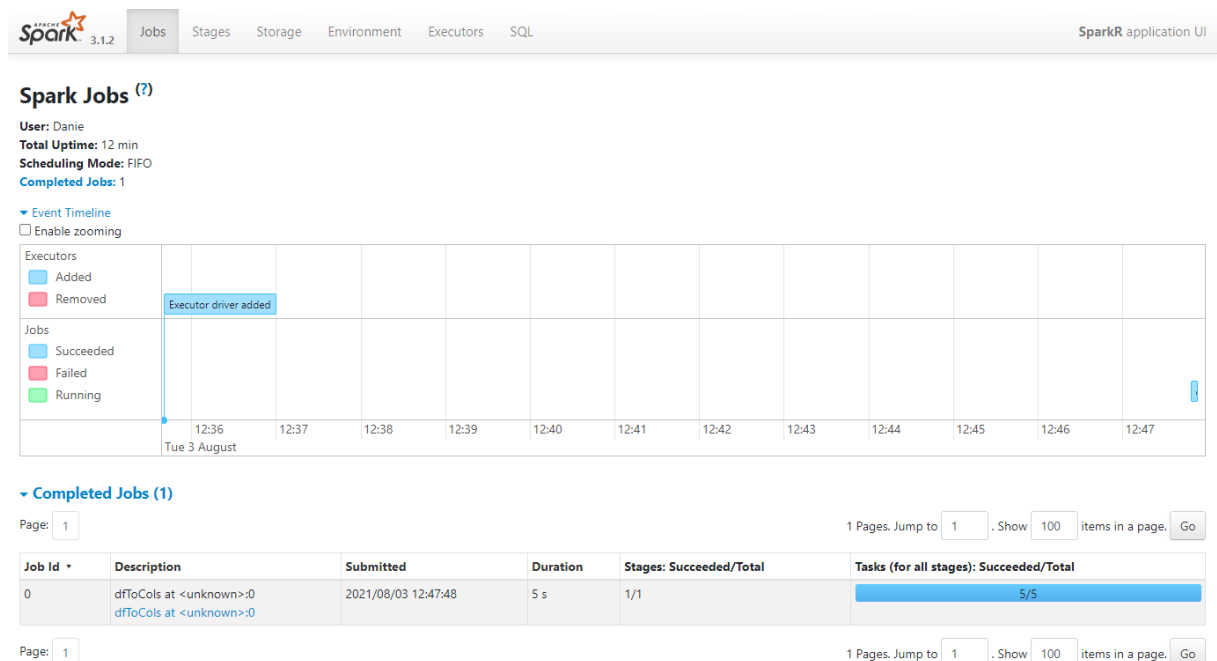 APACHE
Spark 3.1.2 Jobs Stages Storage Environment Executors SQL SparkR application UI
Spark Jobs (?)
User: Danie
Total Uptime: 12 min
Scheduling Mode: FIFO
Completed Jobs: 1
Event Timeline
Enable zooming
Executors
Added
Removed
Executor driver added
Jobs
Succeeded
Failed
Running
12:36 12:37 12:38 12:39 12:40 12:41 12:42 12:43 12:44 12:45 12:46 12:47
Tue 3 August
Completed Jobs (1)
Page: 1 1 Pages. Jump to 1 . Show 100 items in a page. Go
Job Id Description Submitted Duration Stages: Succeeded/Total Tasks (for all stages): Succeeded/Total
0 dfToCols at <unknown>:0 2021/08/03 12:47:48 5 s 1/1 5/5
dfToCols at <unknown>:0
Page: 1 1 Pages. Jump to 1 . Show 100 items in a page. Go